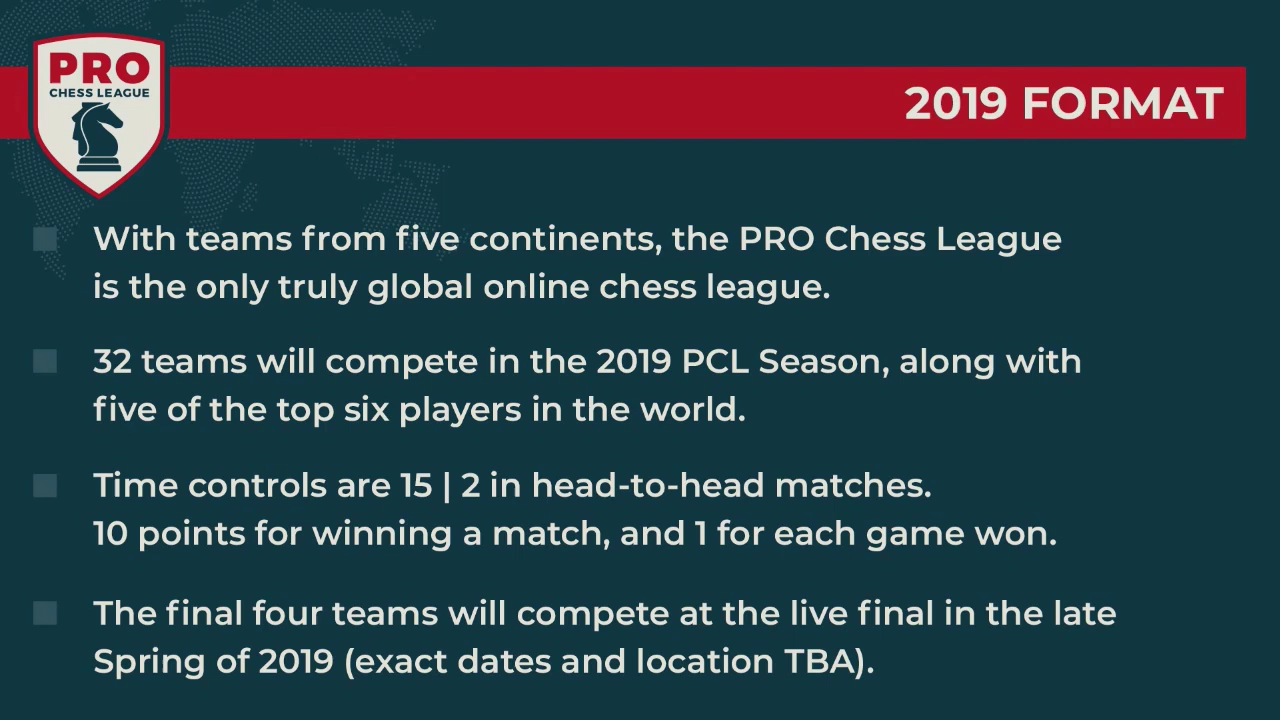 PRO
CHESS LEAGUE
2019 FORMAT
With teams from five continents, the PRO Chess League
is the only truly global online chess league.
32 teams will compete in the 2019 PCL Season, along with
five of the top six players in the world.
Time controls are 15 | 2 in head-to-head matches.
10 points for winning a match, and 1 for each game won.
The final four teams will compete at the live final in the late
Spring of 2019 (exact dates and location TBA).